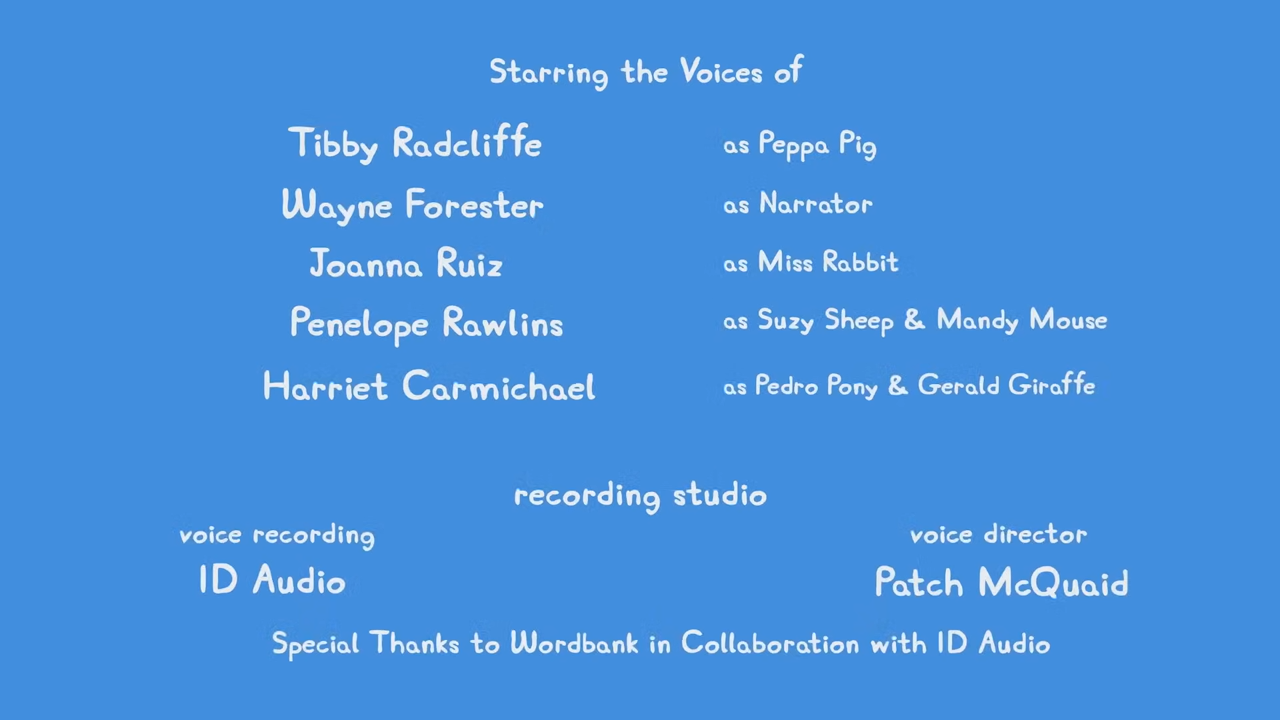 Starring the Voices of
Tibby Radcliffe as Peppa Pig
Wayne Forester as Narrator
Joanna Ruiz as Miss Rabbit
Penelope Rawlins as Suzy Sheep & Mandy Mouse
Harriet Carmichael as Pedro Pony & Gerald Giraffe
recording studio
voice recording voice director
ID Audio Patch McQuaid
Special Thanks to Wordbank in Collaboration with ID Audio